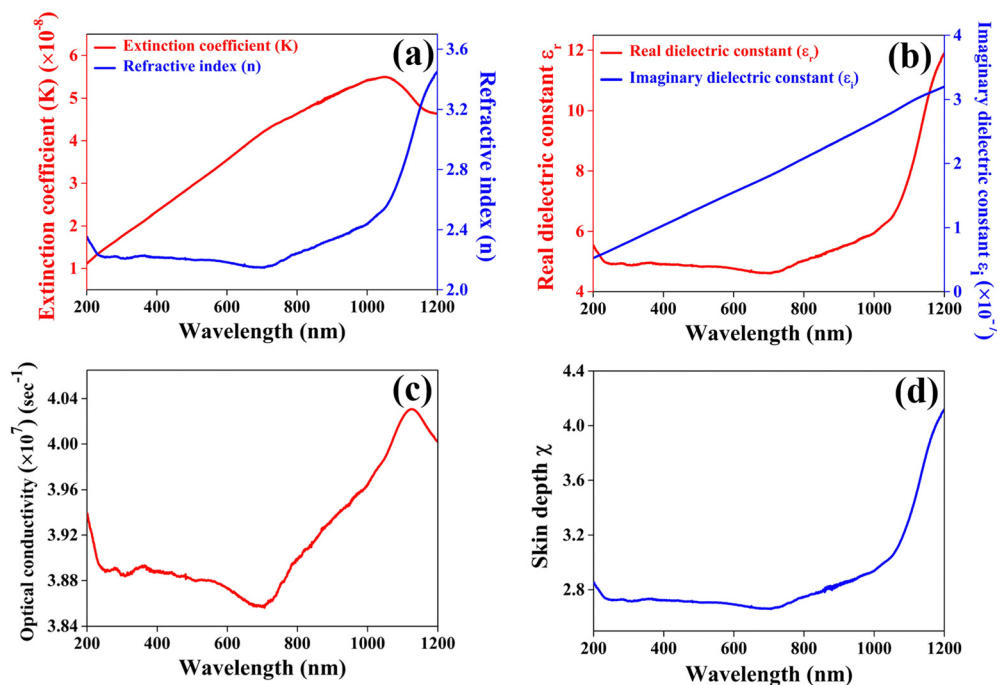 (a)
Extinction coefficient (K)
Refractive index (n)
Extinction coefficient (K) (×10⁻⁸)
6
5
4
3
2
1
Refractive index (n)
3.6
3.2
2.8
2.4
2.0
200 400 600 800 1000 1200
Wavelength (nm)
(b)
Real dielectric constant (εᵣ)
Imaginary dielectric constant (εᵢ)
Real dielectric constant εᵣ
12
10
8
6
4
Imaginary dielectric
constant εᵢ (×10⁻⁷)
4
3
2
1
0
200 400 600 800 1000 1200
Wavelength (nm)
(c)
Optical conductivity (×10⁷) (sec⁻¹)
4.04
4.00
3.96
3.92
3.88
3.84
200 400 600 800 1000 1200
Wavelength (nm)
(d)
Skin depth χ
4.4
4.0
3.6
3.2
2.8
200 400 600 800 1000 1200
Wavelength (nm)